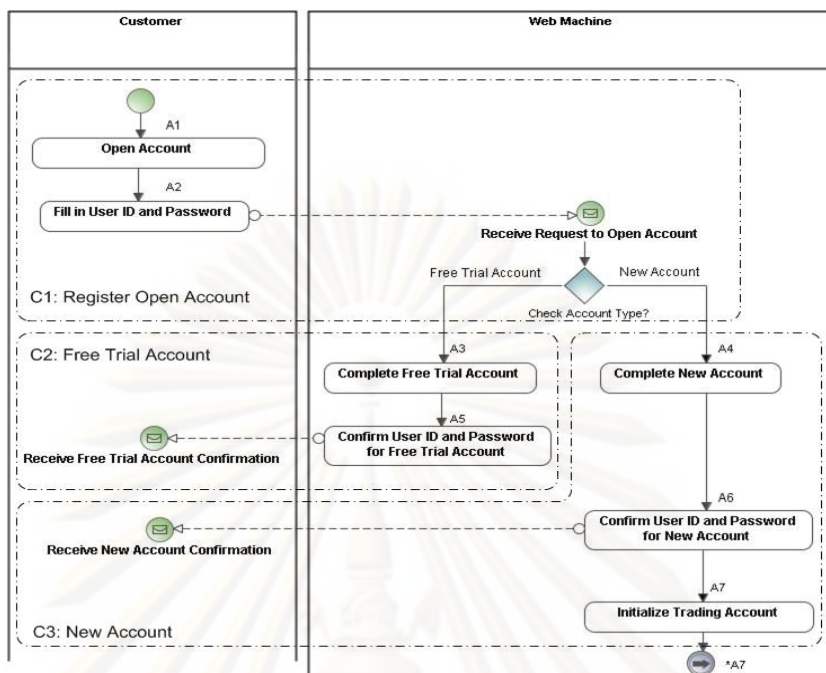 Customer
Web Machine
A1
Open Account
A2
Fill in User ID and Password
Receive Request to Open Account
Free Trial Account
New Account
C1: Register Open Account
Check Account Type?
C2: Free Trial Account
A3
A4
Complete Free Trial Account
Complete New Account
A5
Confirm User ID and Password
for Free Trial Account
Receive Free Trial Account Confirmation
A6
Confirm User ID and Password
for New Account
Receive New Account Confirmation
A7
Initialize Trading Account
C3: New Account
*A7